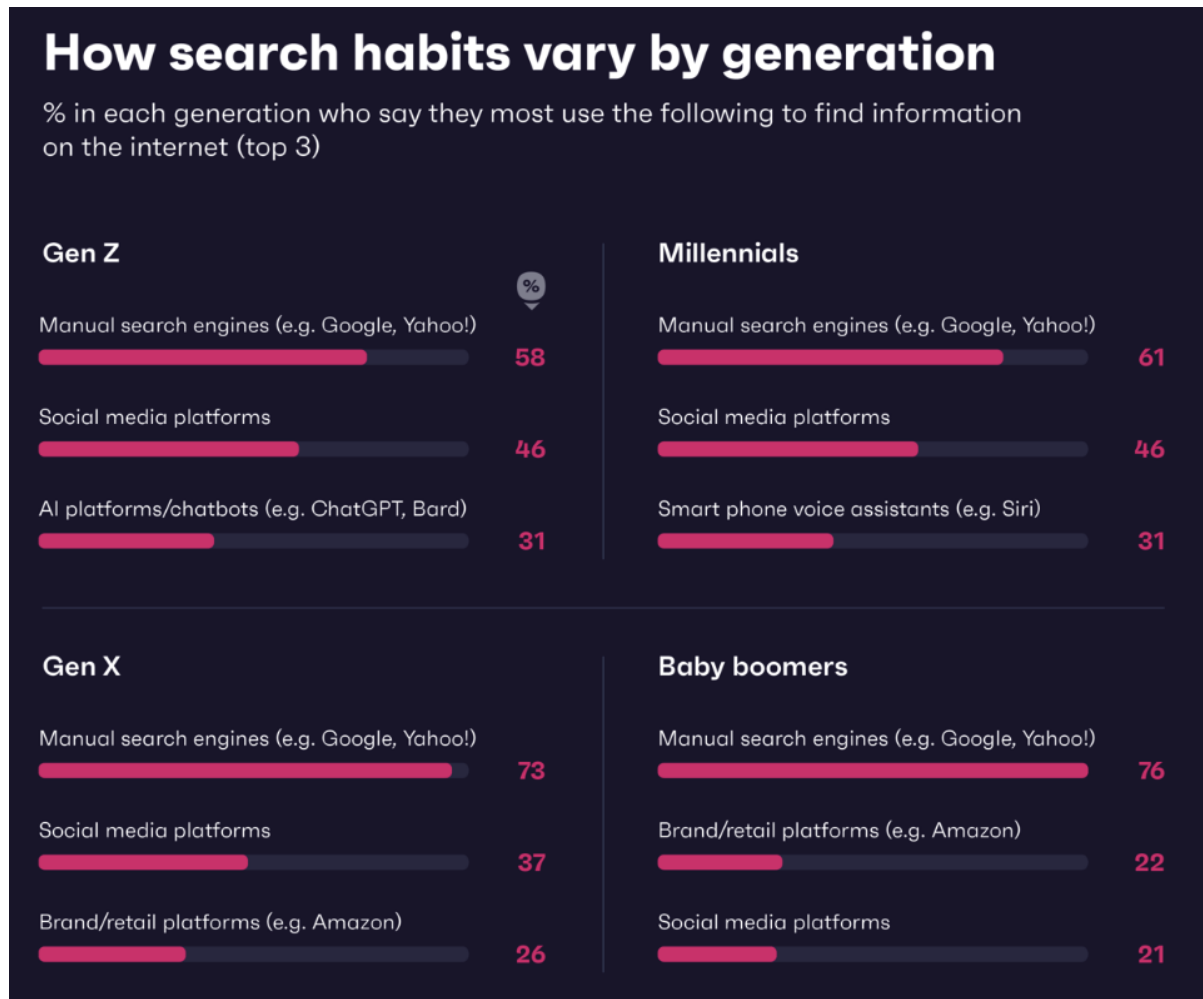 How search habits vary by generation
% in each generation who say they most use the following to find information
on the internet (top 3)
Gen Z
%
Manual search engines (e.g. Google, Yahoo!)
58
Social media platforms
46
AI platforms/chatbots (e.g. ChatGPT, Bard)
31
Millennials
Manual search engines (e.g. Google, Yahoo!)
61
Social media platforms
46
Smart phone voice assistants (e.g. Siri)
31
Gen X
Manual search engines (e.g. Google, Yahoo!)
73
Social media platforms
37
Brand/retail platforms (e.g. Amazon)
26
Baby boomers
Manual search engines (e.g. Google, Yahoo!)
76
Brand/retail platforms (e.g. Amazon)
22
Social media platforms
21